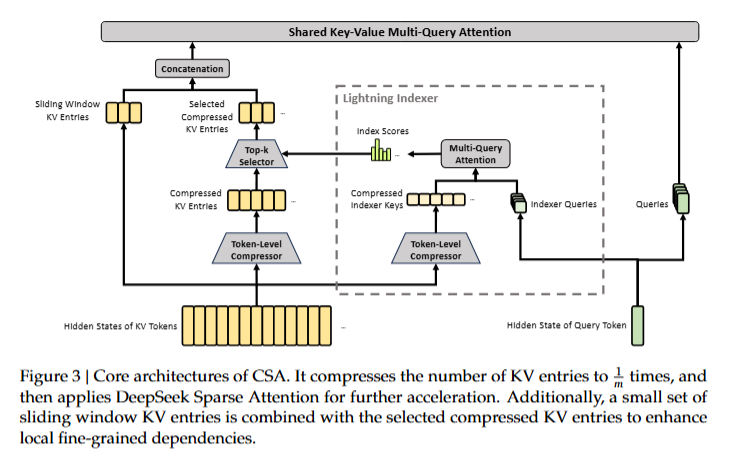 Shared Key-Value Multi-Query Attention
Concatenation
Sliding Window
KV Entries
Selected
Compressed
KV Entries
...
Lightning Indexer
Index Scores
...
Multi-Query
Attention
Top-k
Selector
Compressed
KV Entries
...
Compressed
Indexer Keys
...
Indexer Queries
Queries
Token-Level
Compressor
Token-Level
Compressor
Hidden States of KV Tokens
...
Hidden State of Query Token
Figure 3 | Core architectures of CSA. It compresses the number of KV entries to 1/m times, and
then applies DeepSeek Sparse Attention for further acceleration. Additionally, a small set of
sliding window KV entries is combined with the selected compressed KV entries to enhance
local fine-grained dependencies.